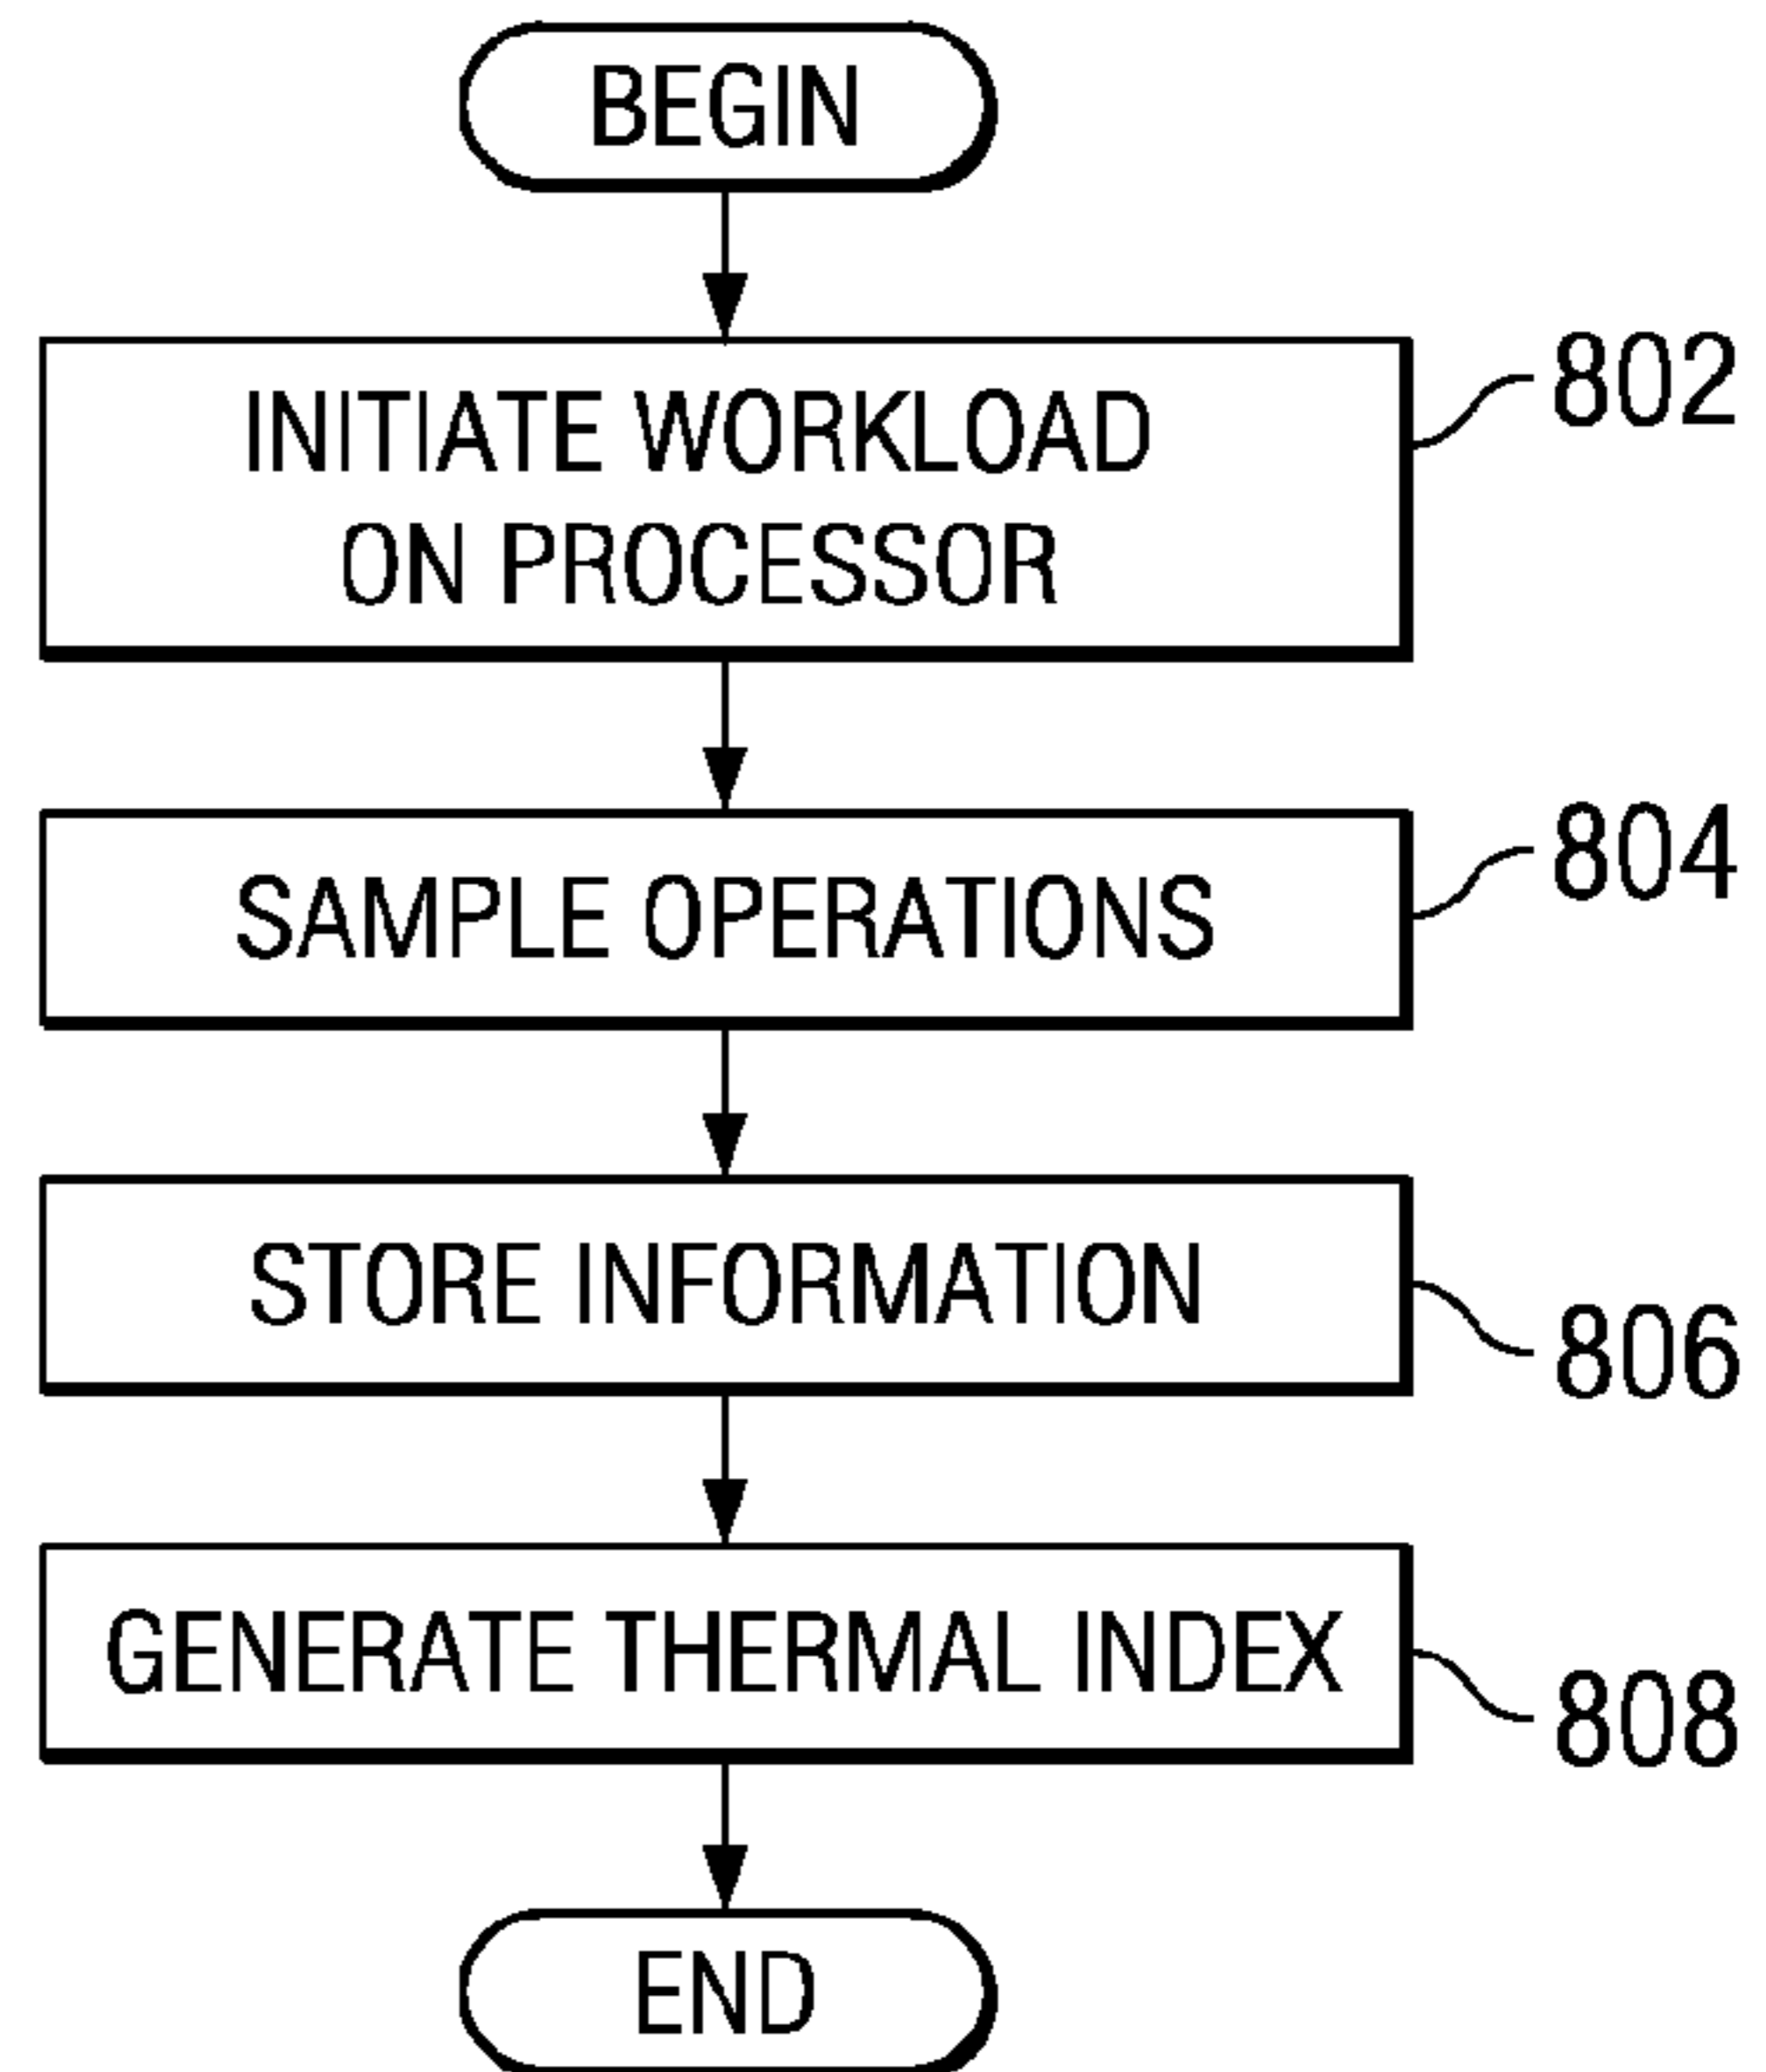 BEGIN
INITIATE WORKLOAD
ON PROCESSOR
802
SAMPLE OPERATIONS
804
STORE INFORMATION
806
GENERATE THERMAL INDEX
808
END